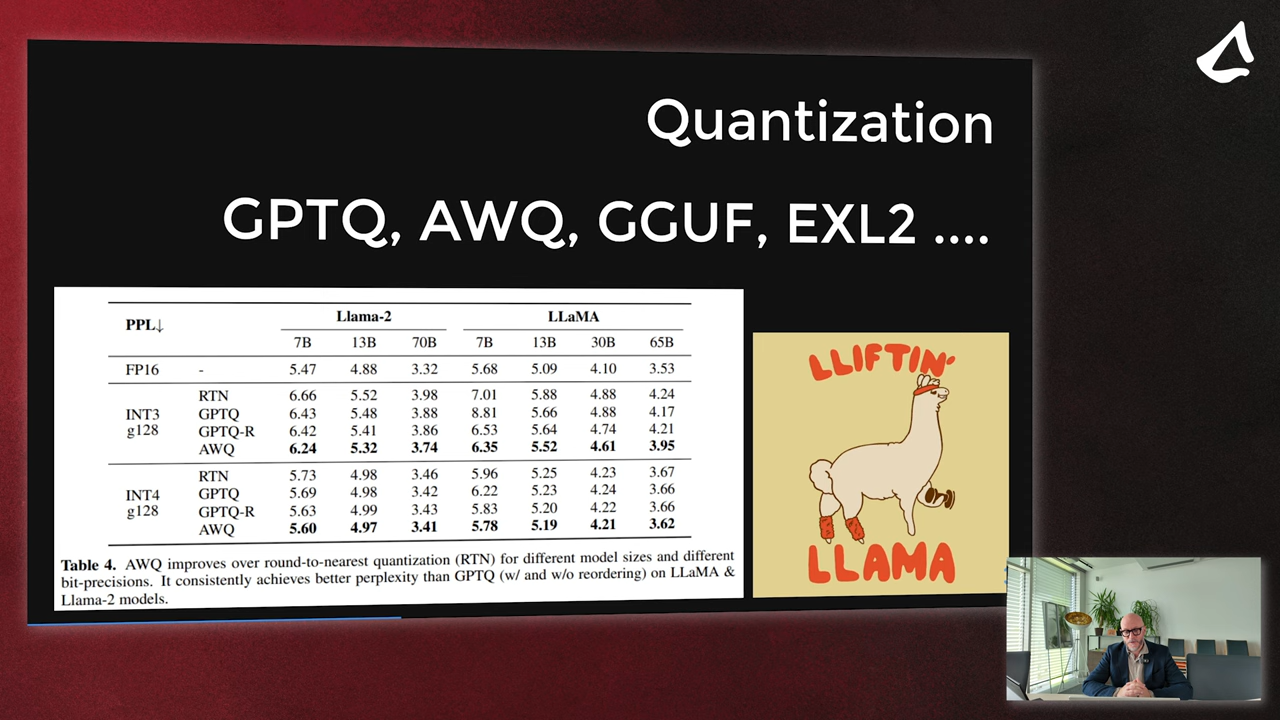 Quantization
GPTQ, AWQ, GGUF, EXL2 ....
PPL↓ Llama-2 LLaMA
7B 13B 70B 7B 13B 30B 65B
FP16 - 5.47 4.88 3.32 5.68 5.09 4.10 3.53
RTN 6.66 5.52 3.98 7.01 5.88 4.88 4.24
INT3 GPTQ 6.43 5.48 3.88 8.81 5.66 4.88 4.17
g128 GPTQ-R 6.42 5.41 3.86 6.53 5.64 4.74 4.21
AWQ 6.24 5.32 3.74 6.35 5.52 4.61 3.95
RTN 5.73 4.98 3.46 5.96 5.25 4.23 3.67
INT4 GPTQ 5.69 4.98 3.42 6.22 5.23 4.24 3.66
g128 GPTQ-R 5.63 4.99 3.43 5.83 5.20 4.22 3.66
AWQ 5.60 4.97 3.41 5.78 5.19 4.21 3.62
Table 4. AWQ improves over round-to-nearest quantization (RTN) for different model sizes and different
bit-precisions. It consistently achieves better perplexity than GPTQ (w/ and w/o reordering) on LLaMA &
Llama-2 models.
LLIFTIN'
LLAMA